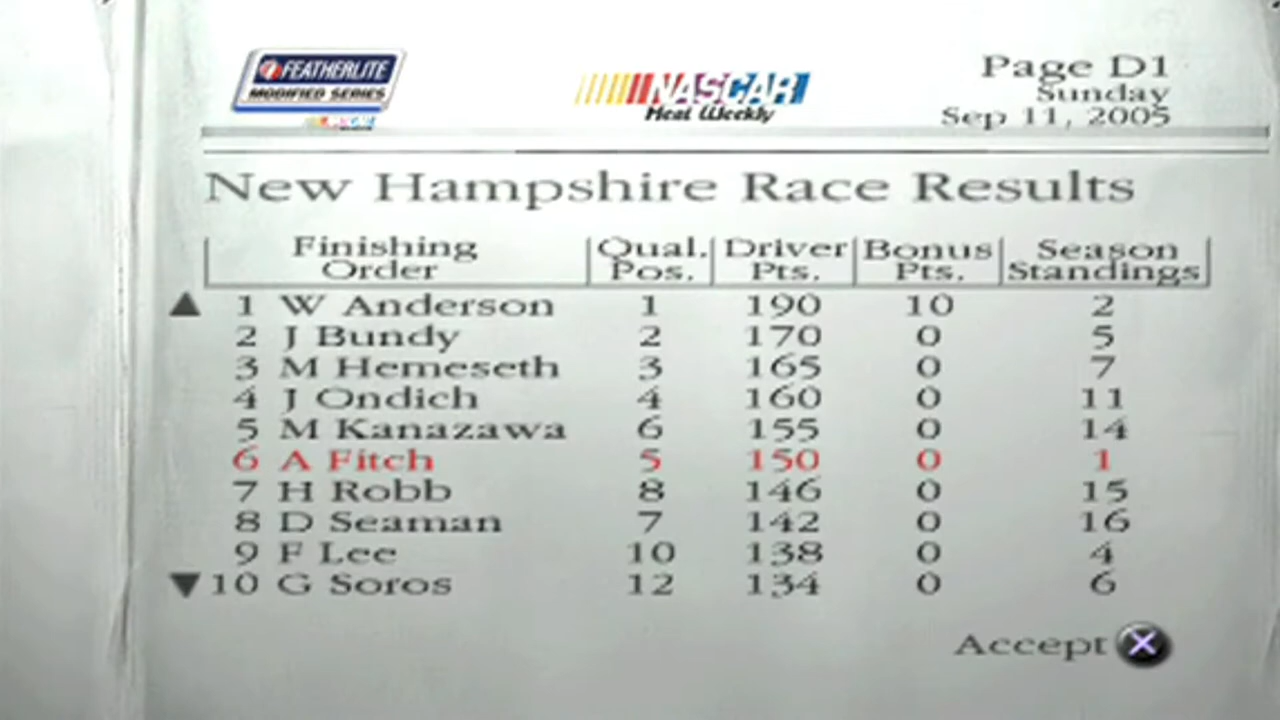 FEATHERLITE
MODIFIED SERIES
NASCAR
NASCAR
Heat Weekly
Page D1
Sunday
Sep 11, 2005
New Hampshire Race Results
Finishing Order Qual. Pos. Driver Pts. Bonus Pts. Season Standings
▲ 1 W Anderson 1 190 10 2
2 J Bundy 2 170 0 5
3 M Hemeseth 3 165 0 7
4 J Ondich 4 160 0 11
5 M Kanazawa 6 155 0 14
6 A Fitch 5 150 0 1
7 H Robb 8 146 0 15
8 D Seaman 7 142 0 16
9 F Lee 10 138 0 4
▼ 10 G Soros 12 134 0 6
Accept